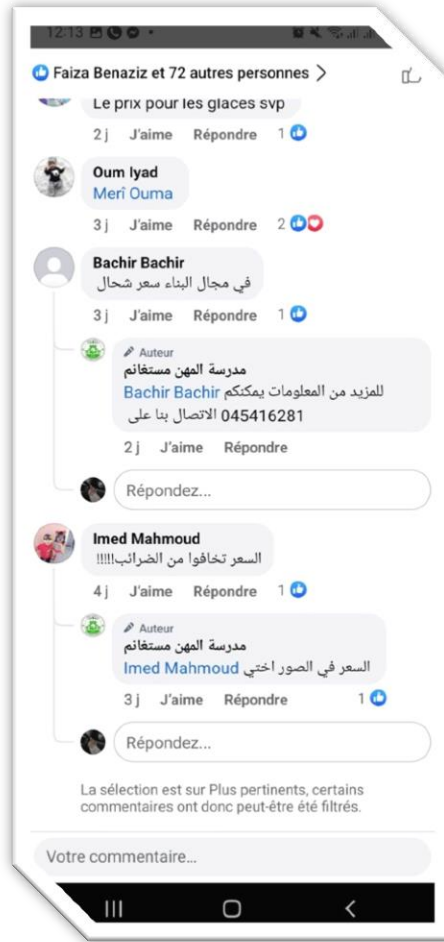 12:13
Faiza Benaziz et 72 autres personnes >
Le prix pour les glaces svp
2 j J'aime Répondre 1
Oum Iyad
Merî Ouma
3 j J'aime Répondre 2
Bachir Bachir
في مجال البناء سعر شحال
3 j J'aime Répondre 1
Auteur
مدرسة المهن مستغانم
Bachir Bachir للمزيد من المعلومات يمكنكم
الاتصال بنا على 045416281
2 j J'aime Répondre
Répondez...
Imed Mahmoud
السعر تخافوا من الضرائب!!!!!
4 j J'aime Répondre 1
Auteur
مدرسة المهن مستغانم
Imed Mahmoud السعر في الصور اختي
3 j J'aime Répondre 1
Répondez...
La sélection est sur Plus pertinents, certains
commentaires ont donc peut-être été filtrés.
Votre commentaire...